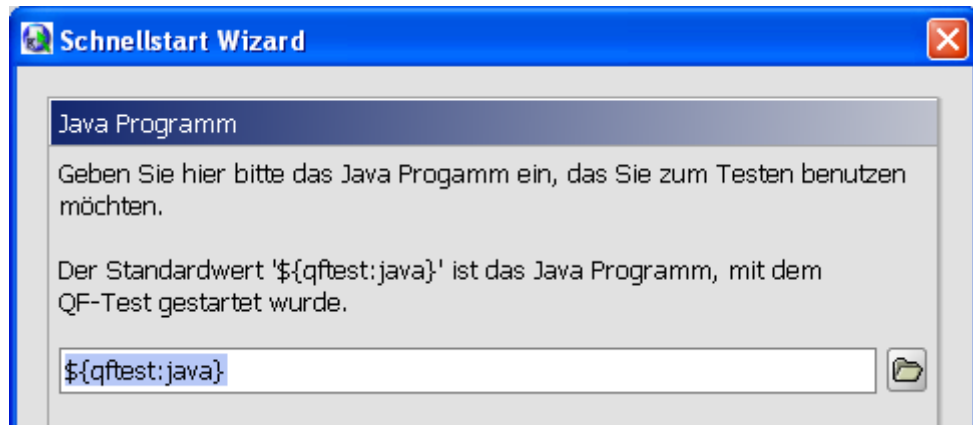 Schnellstart Wizard
Java Programm
Geben Sie hier bitte das Java Progamm ein, das Sie zum Testen benutzen
möchten.
Der Standardwert '${qftest:java}' ist das Java Programm, mit dem
QF-Test gestartet wurde.
${qftest:java}